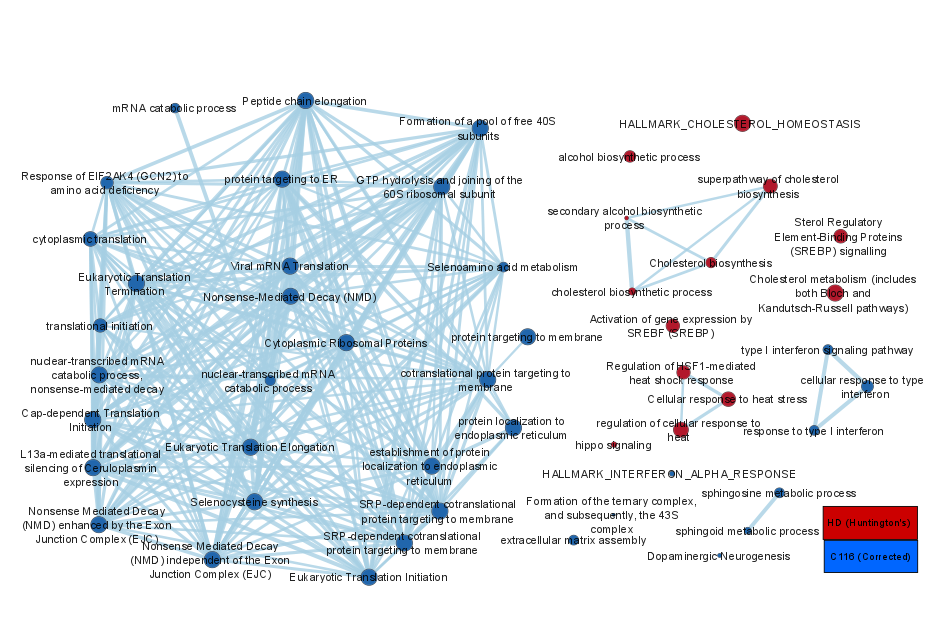 mRNA catabolic process
Peptide chain elongation
Formation of a pool of free 40S
subunits
Response of EIF2AK4 (GCN2) to
amino acid deficiency
protein targeting to ER
GTP hydrolysis and joining of the
60S ribosomal subunit
cytoplasmic translation
Viral mRNA Translation
Selenoamino acid metabolism
Eukaryotic Translation
Termination
Nonsense-Mediated Decay (NMD)
translational initiation
Cytoplasmic Ribosomal Proteins
protein targeting to membrane
nuclear-transcribed mRNA
catabolic process,
nonsense-mediated decay
nuclear-transcribed mRNA
catabolic process
cotranslational protein targeting to
membrane
Cap-dependent Translation
Initiation
protein localization to
endoplasmic reticulum
Eukaryotic Translation Elongation
L13a-mediated translational
silencing of Ceruloplasmin
expression
establishment of protein
localization to endoplasmic
reticulum
Selenocysteine synthesis
SRP-dependent cotranslational
protein targeting to membrane
Nonsense Mediated Decay
(NMD) enhanced by the Exon
Junction Complex (EJC)
Nonsense Mediated Decay
(NMD) independent of the Exon
Junction Complex (EJC)
SRP-dependent cotranslational
protein targeting to membrane
Eukaryotic Translation Initiation
HALLMARK_CHOLESTEROL_HOMEOSTASIS
alcohol biosynthetic process
superpathway of cholesterol
biosynthesis
secondary alcohol biosynthetic
process
Sterol Regulatory
Element-Binding Proteins
(SREBP) signalling
Cholesterol biosynthesis
cholesterol biosynthetic process
Cholesterol metabolism (includes
both Bloch and
Kandutsch-Russell pathways)
Activation of gene expression by
SREBF (SREBP)
type I interferon signaling pathway
Regulation of HSF1-mediated
heat shock response
cellular response to type I
interferon
Cellular response to heat stress
regulation of cellular response to
heat
response to type I interferon
hippo signaling
HALLMARK_INTERFERON_ALPHA_RESPONSE
sphingosine metabolic process
Formation of the ternary complex,
and subsequently, the 43S
complex
sphingoid metabolic process
extracellular matrix assembly
Dopaminergic Neurogenesis
HD (Huntington's)
C116 (Corrected)